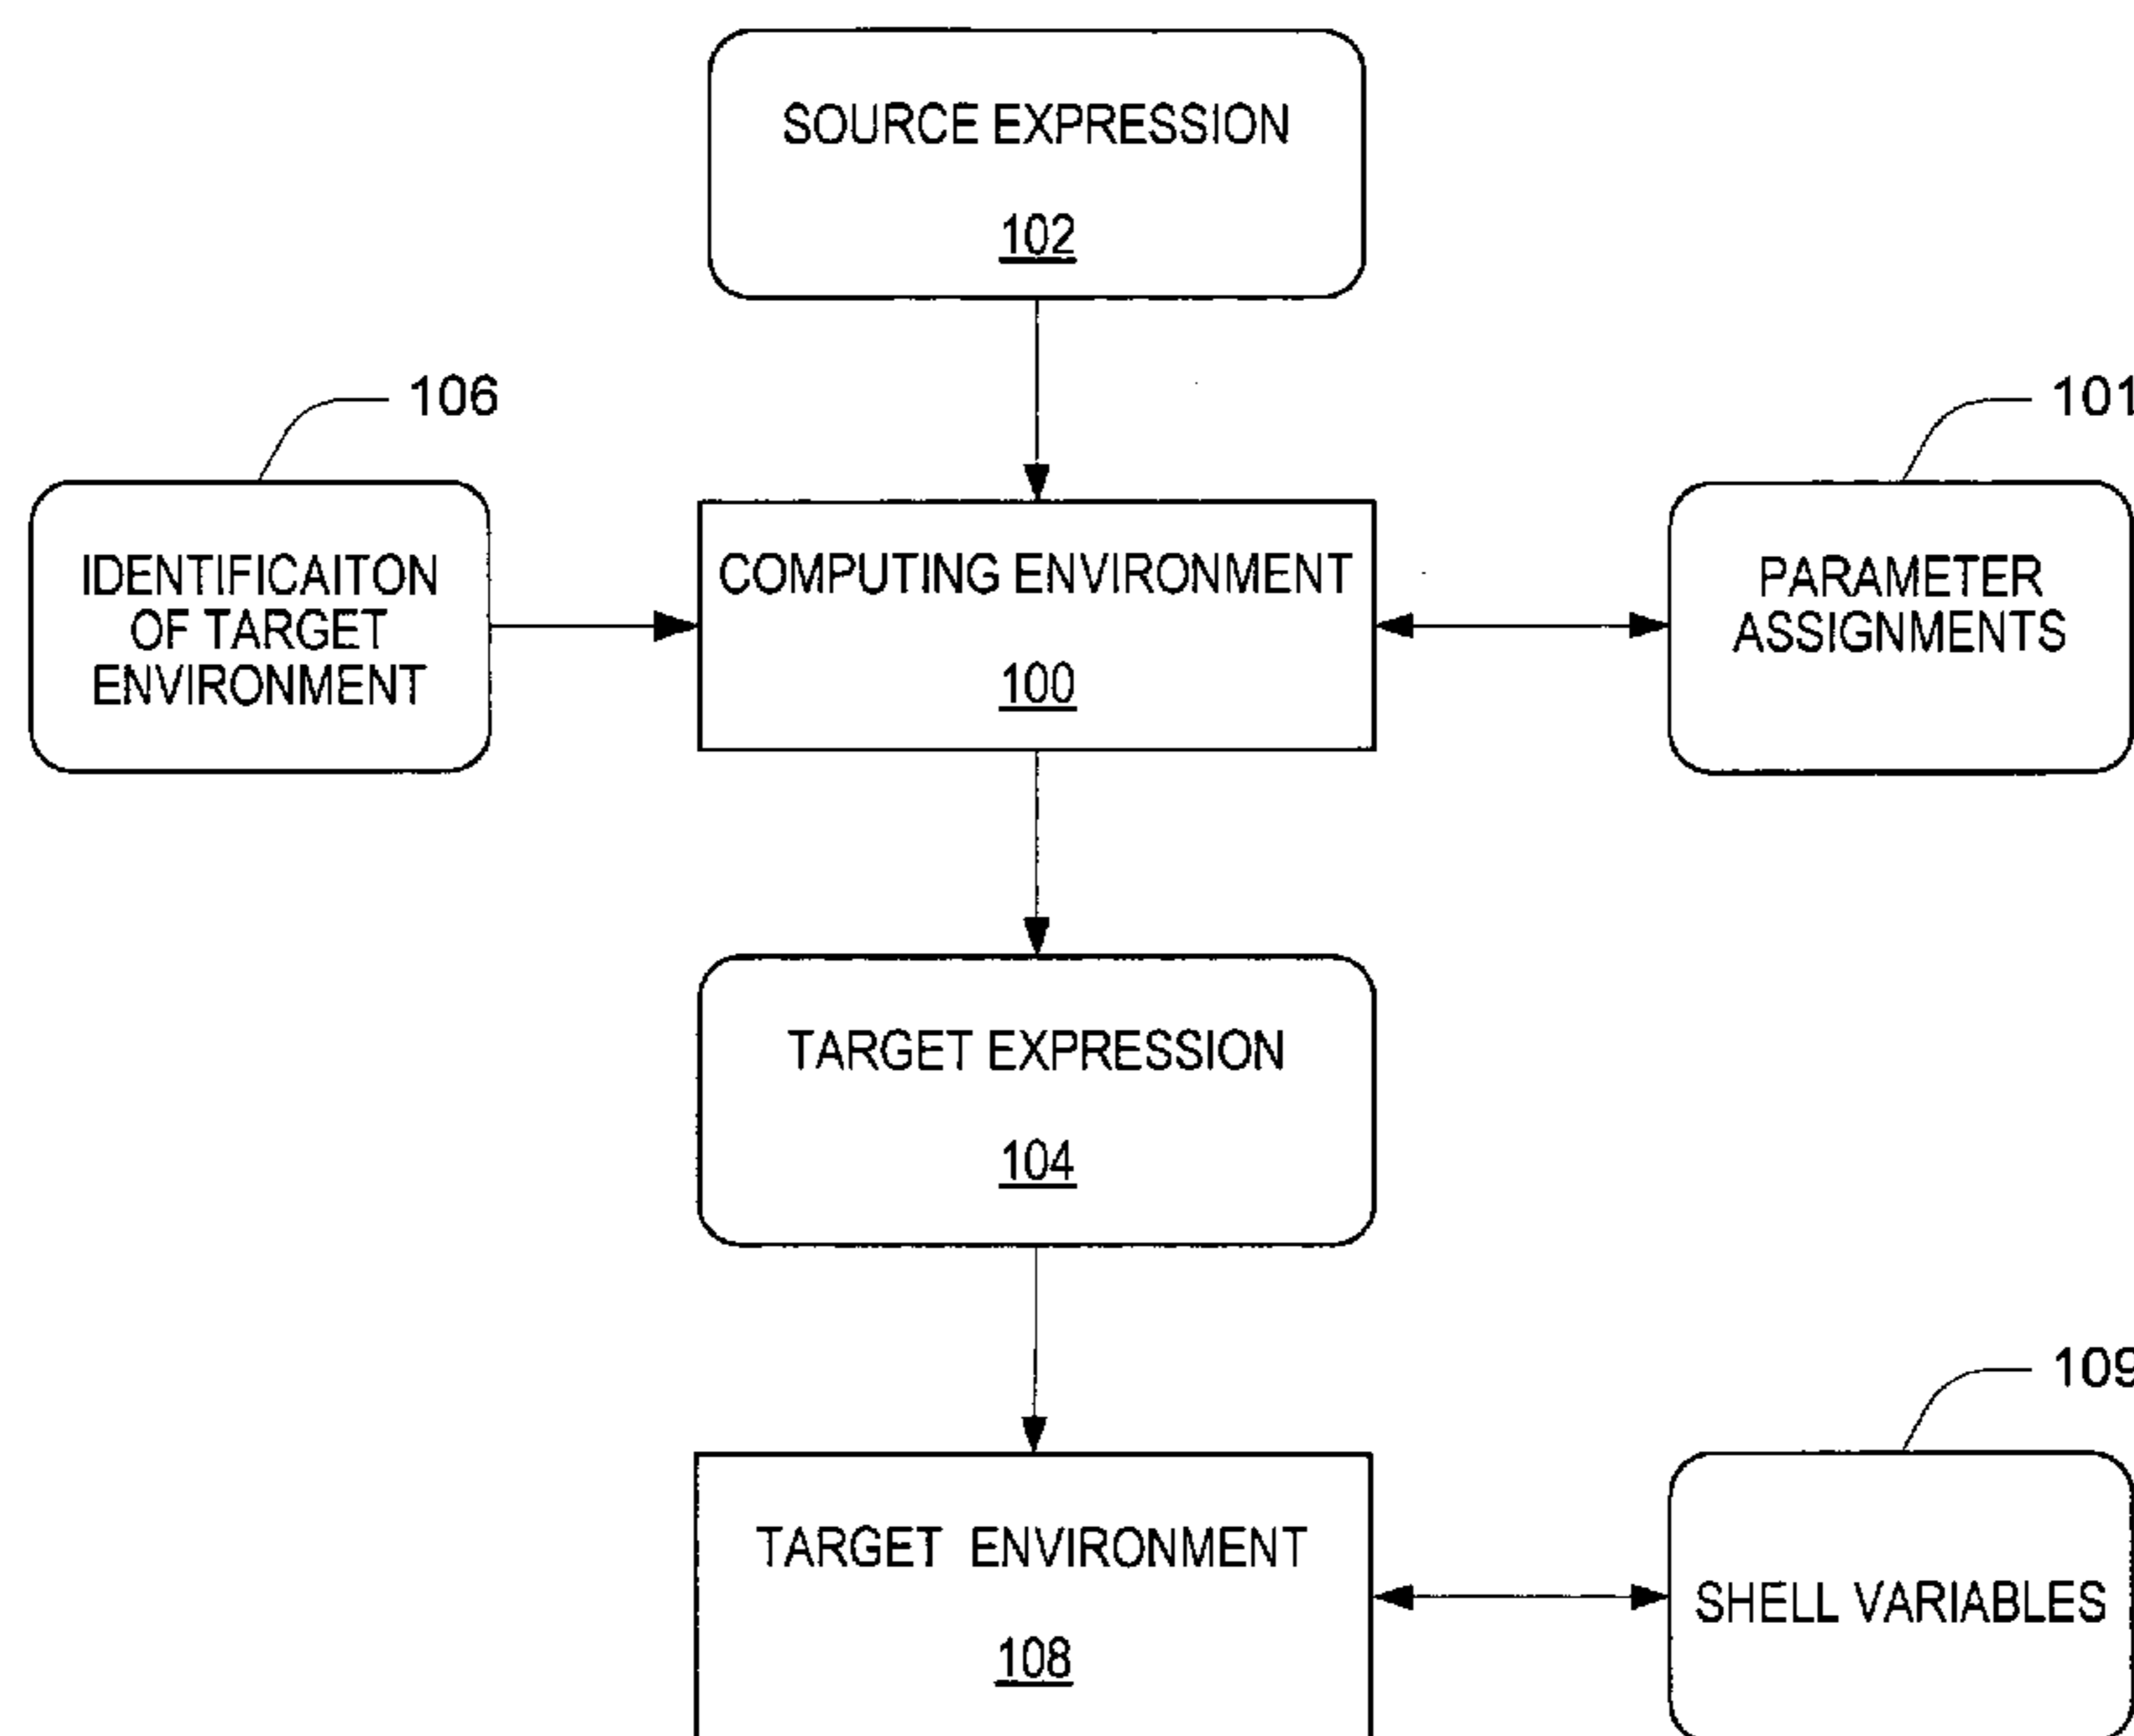 SOURCE EXPRESSION
102
106
101
IDENTIFICAITON
OF TARGET
ENVIRONMENT
COMPUTING ENVIRONMENT
100
PARAMETER
ASSIGNMENTS
TARGET EXPRESSION
104
109
TARGET ENVIRONMENT
108
SHELL VARIABLES